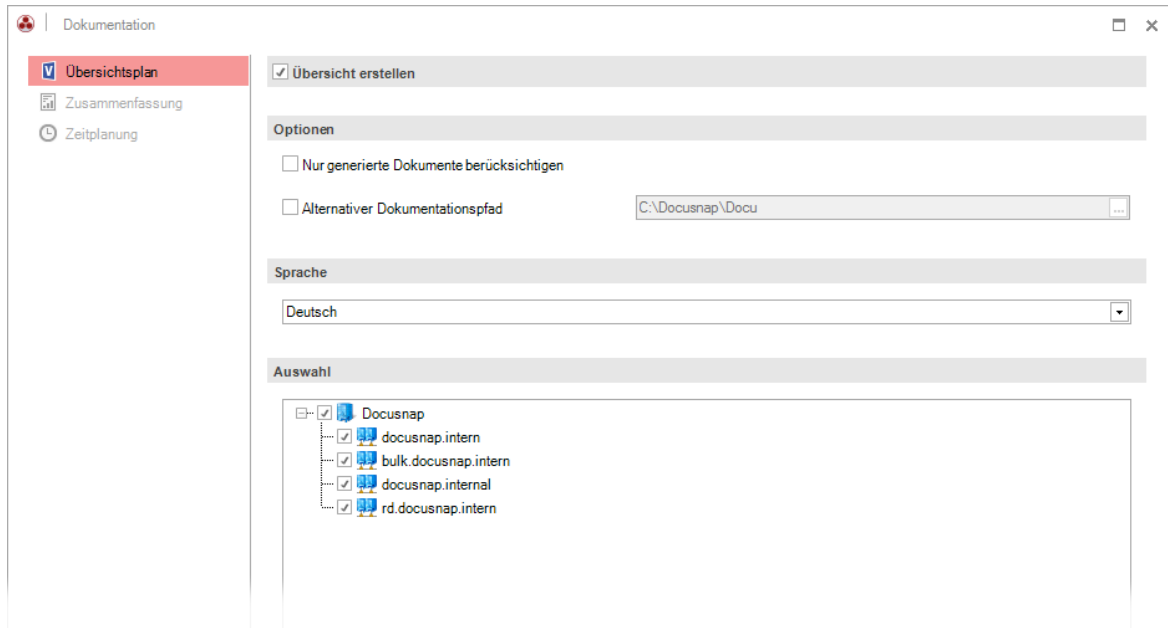 Dokumentation
Übersichtsplan
Zusammenfassung
Zeitplanung
Übersicht erstellen
Optionen
Nur generierte Dokumente berücksichtigen
Alternativer Dokumentationspfad C:\Docusnap\Docu ...
Sprache
Deutsch
Auswahl
Docusnap
docusnap.intern
bulk.docusnap.intern
docusnap.internal
rd.docusnap.intern